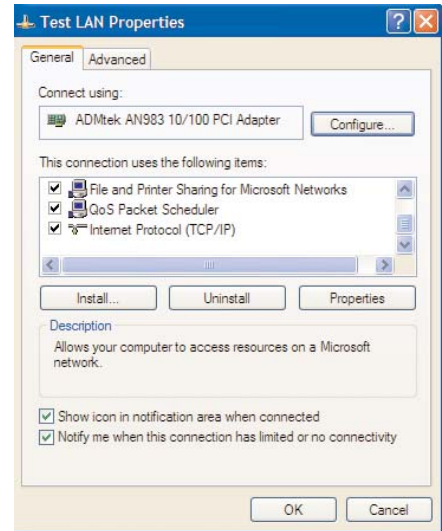 Test LAN Properties
General Advanced
Connect using:
ADMtek AN983 10/100 PCI Adapter
Configure...
This connection uses the following items:
File and Printer Sharing for Microsoft Networks
QoS Packet Scheduler
Internet Protocol (TCP/IP)
Install... Uninstall Properties
Description
Allows your computer to access resources on a Microsoft
network.
Show icon in notification area when connected
Notify me when this connection has limited or no connectivity
OK Cancel